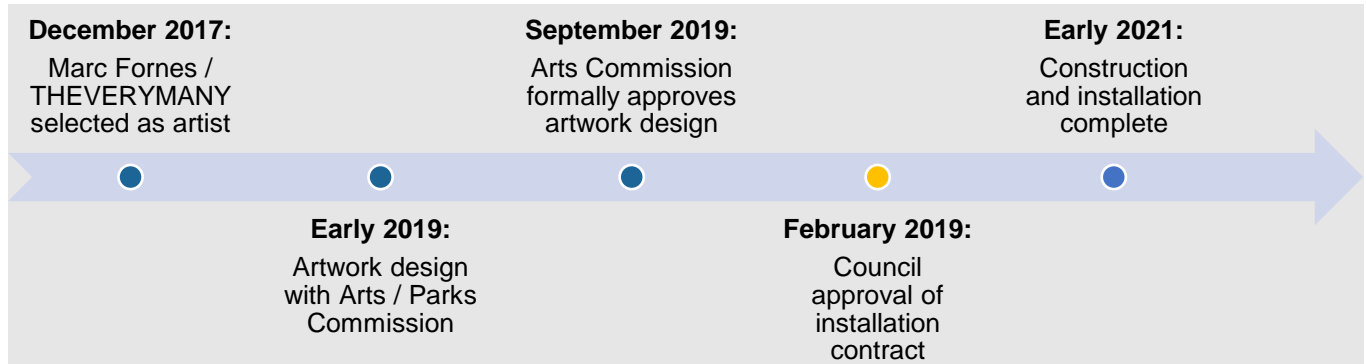 December 2017:
Marc Fornes /
THEVERYMANY
selected as artist
Early 2019:
Artwork design
with Arts / Parks
Commission
September 2019:
Arts Commission
formally approves
artwork design
February 2019:
Council
approval of
installation
contract
Early 2021:
Construction
and installation
complete